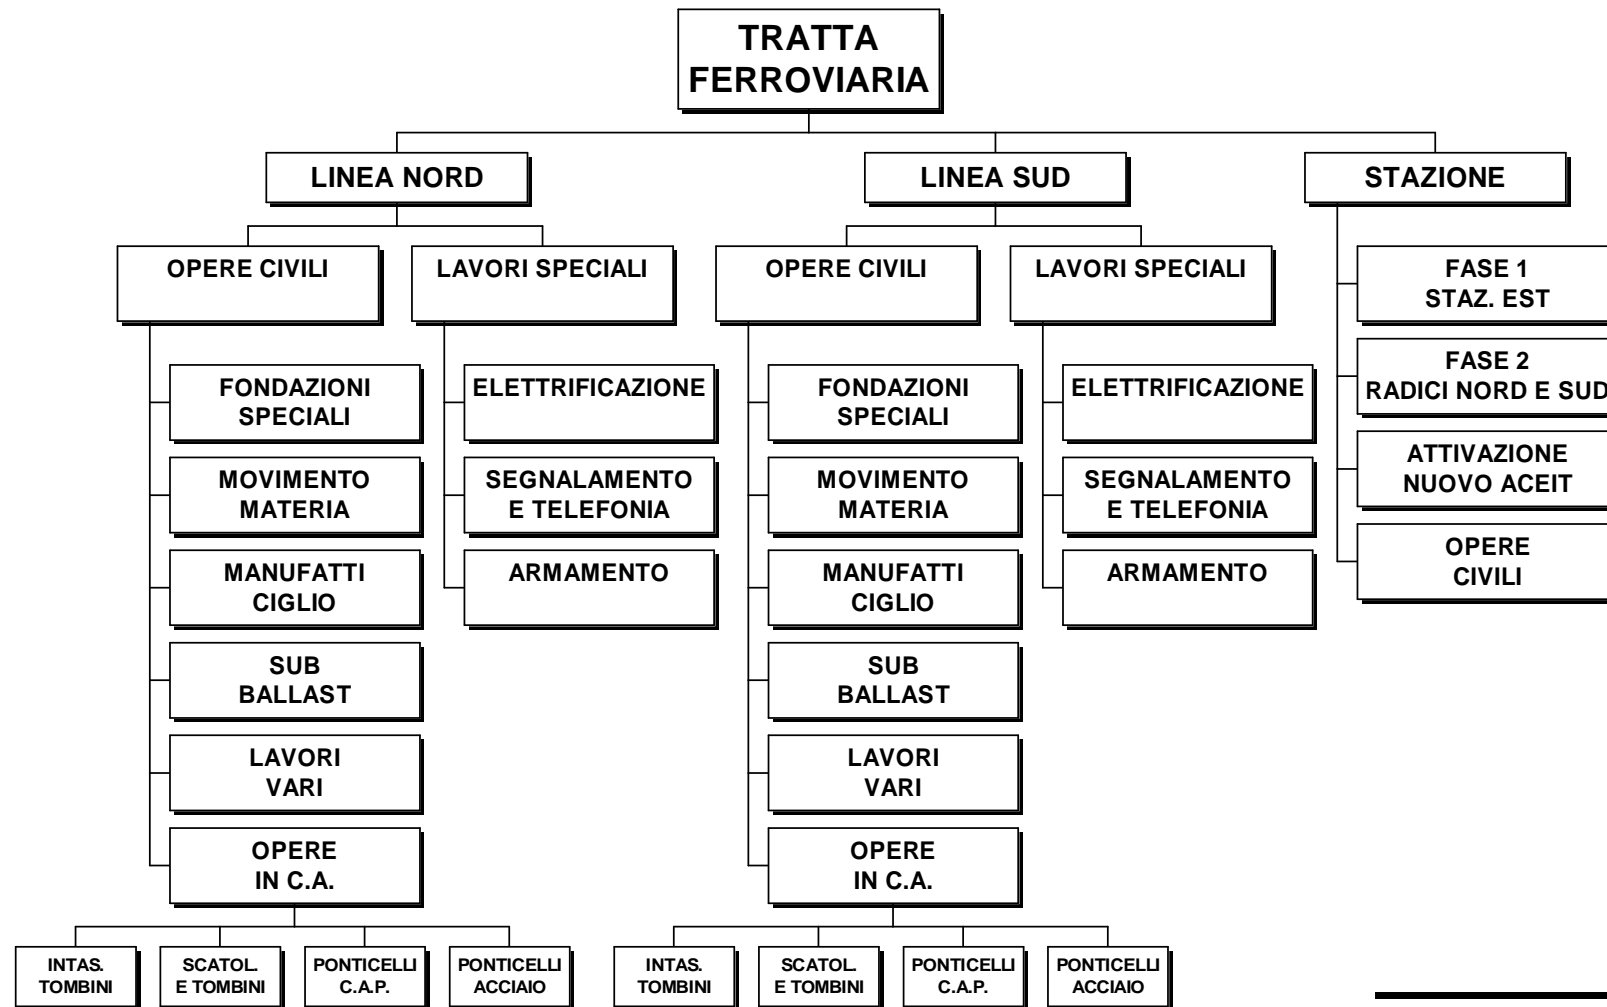 TRATTA
FERROVIARIA
LINEA NORD
LINEA SUD
STAZIONE
OPERE CIVILI
LAVORI SPECIALI
OPERE CIVILI
LAVORI SPECIALI
FASE 1
STAZ. EST
FONDAZIONI
SPECIALI
ELETTRIFICAZIONE
FONDAZIONI
SPECIALI
ELETTRIFICAZIONE
FASE 2
RADICI NORD E SUD
MOVIMENTO
MATERIA
SEGNALAMENTO
E TELEFONIA
MOVIMENTO
MATERIA
SEGNALAMENTO
E TELEFONIA
ATTIVAZIONE
NUOVO ACEIT
MANUFATTI
CIGLIO
ARMAMENTO
MANUFATTI
CIGLIO
ARMAMENTO
OPERE
CIVILI
SUB
BALLAST
SUB
BALLAST
LAVORI
VARI
LAVORI
VARI
OPERE
IN C.A.
OPERE
IN C.A.
INTAS.
TOMBINI
SCATOL.
E TOMBINI
PONTICELLI
C.A.P.
PONTICELLI
ACCIAIO
INTAS.
TOMBINI
SCATOL.
E TOMBINI
PONTICELLI
C.A.P.
PONTICELLI
ACCIAIO